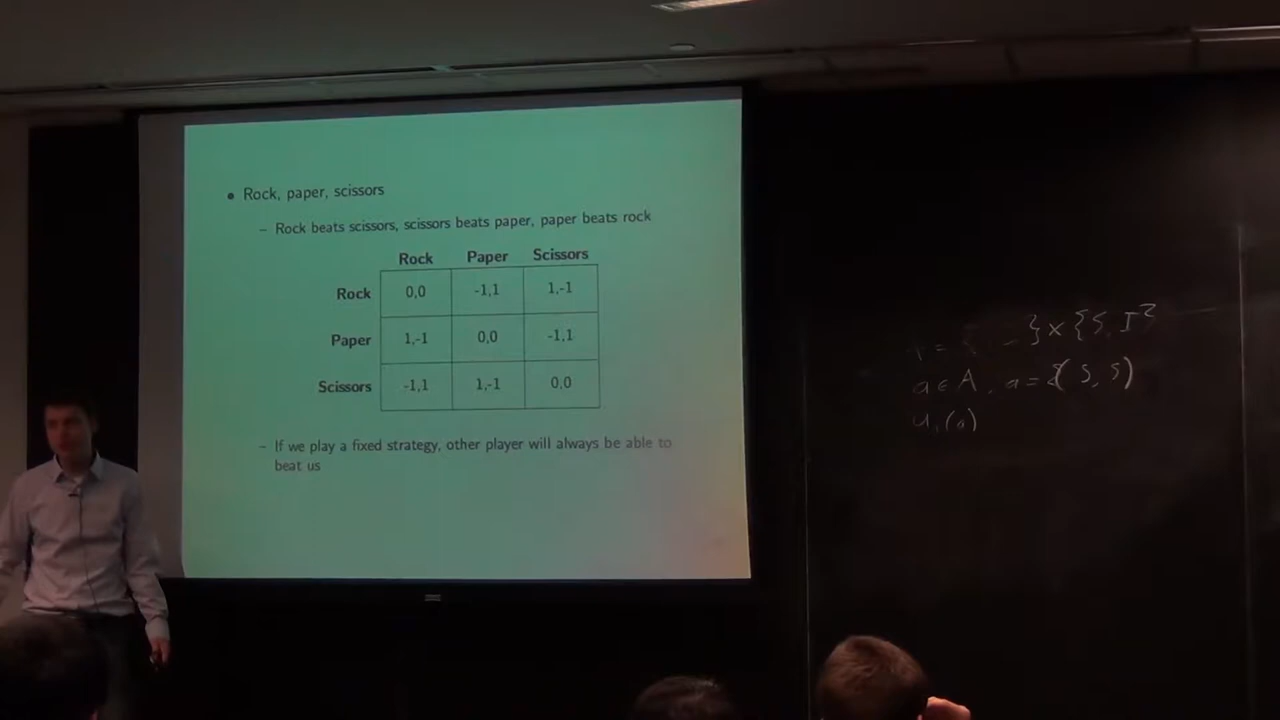 • Rock, paper, scissors
– Rock beats scissors, scissors beats paper, paper beats rock
Rock Paper Scissors
Rock 0,0 -1,1 1,-1
Paper 1,-1 0,0 -1,1
Scissors -1,1 1,-1 0,0
– If we play a fixed strategy, other player will always be able to
beat us
} x {S, I}
a ∈ A, a = (S, S)